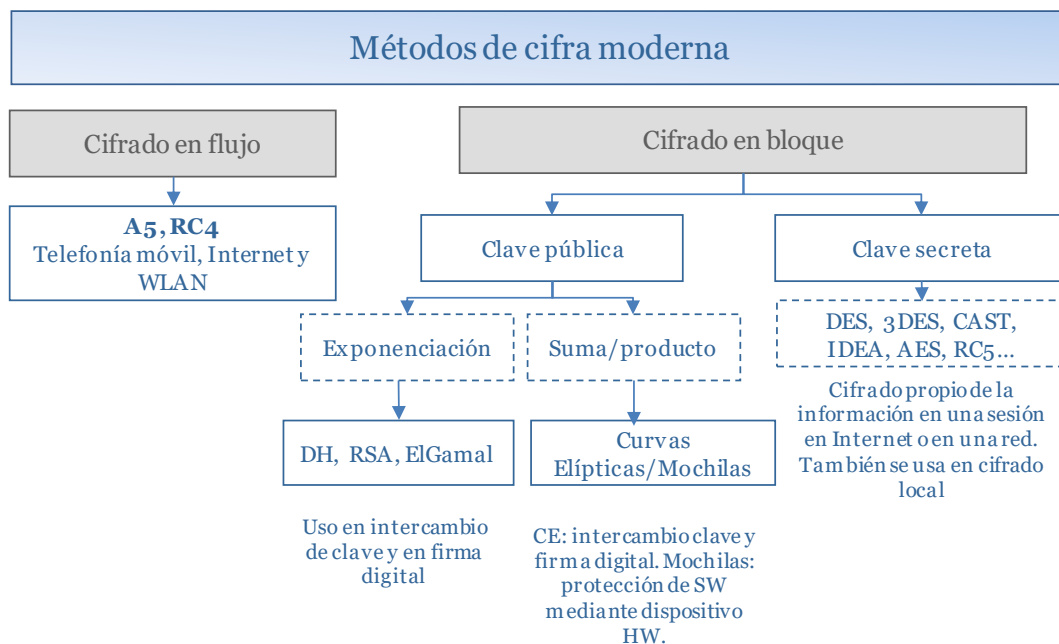 Métodos de cifra moderna
Cifrado en flujo
Cifrado en bloque
A5, RC4
Telefonía móvil, Internet y
WLAN
Clave pública
Clave secreta
Exponenciación
Suma/producto
DES, 3DES, CAST,
IDEA, AES, RC5...
Cifrado propio de la
información en una sesión
en Internet o en una red.
También se usa en cifrado
local
DH, RSA, ElGamal
Curvas
Elípticas/Mochilas
Uso en intercambio
de clave y en firma
digital
CE: intercambio clave y
firma digital. Mochilas:
protección de SW
mediante dispositivo
HW.